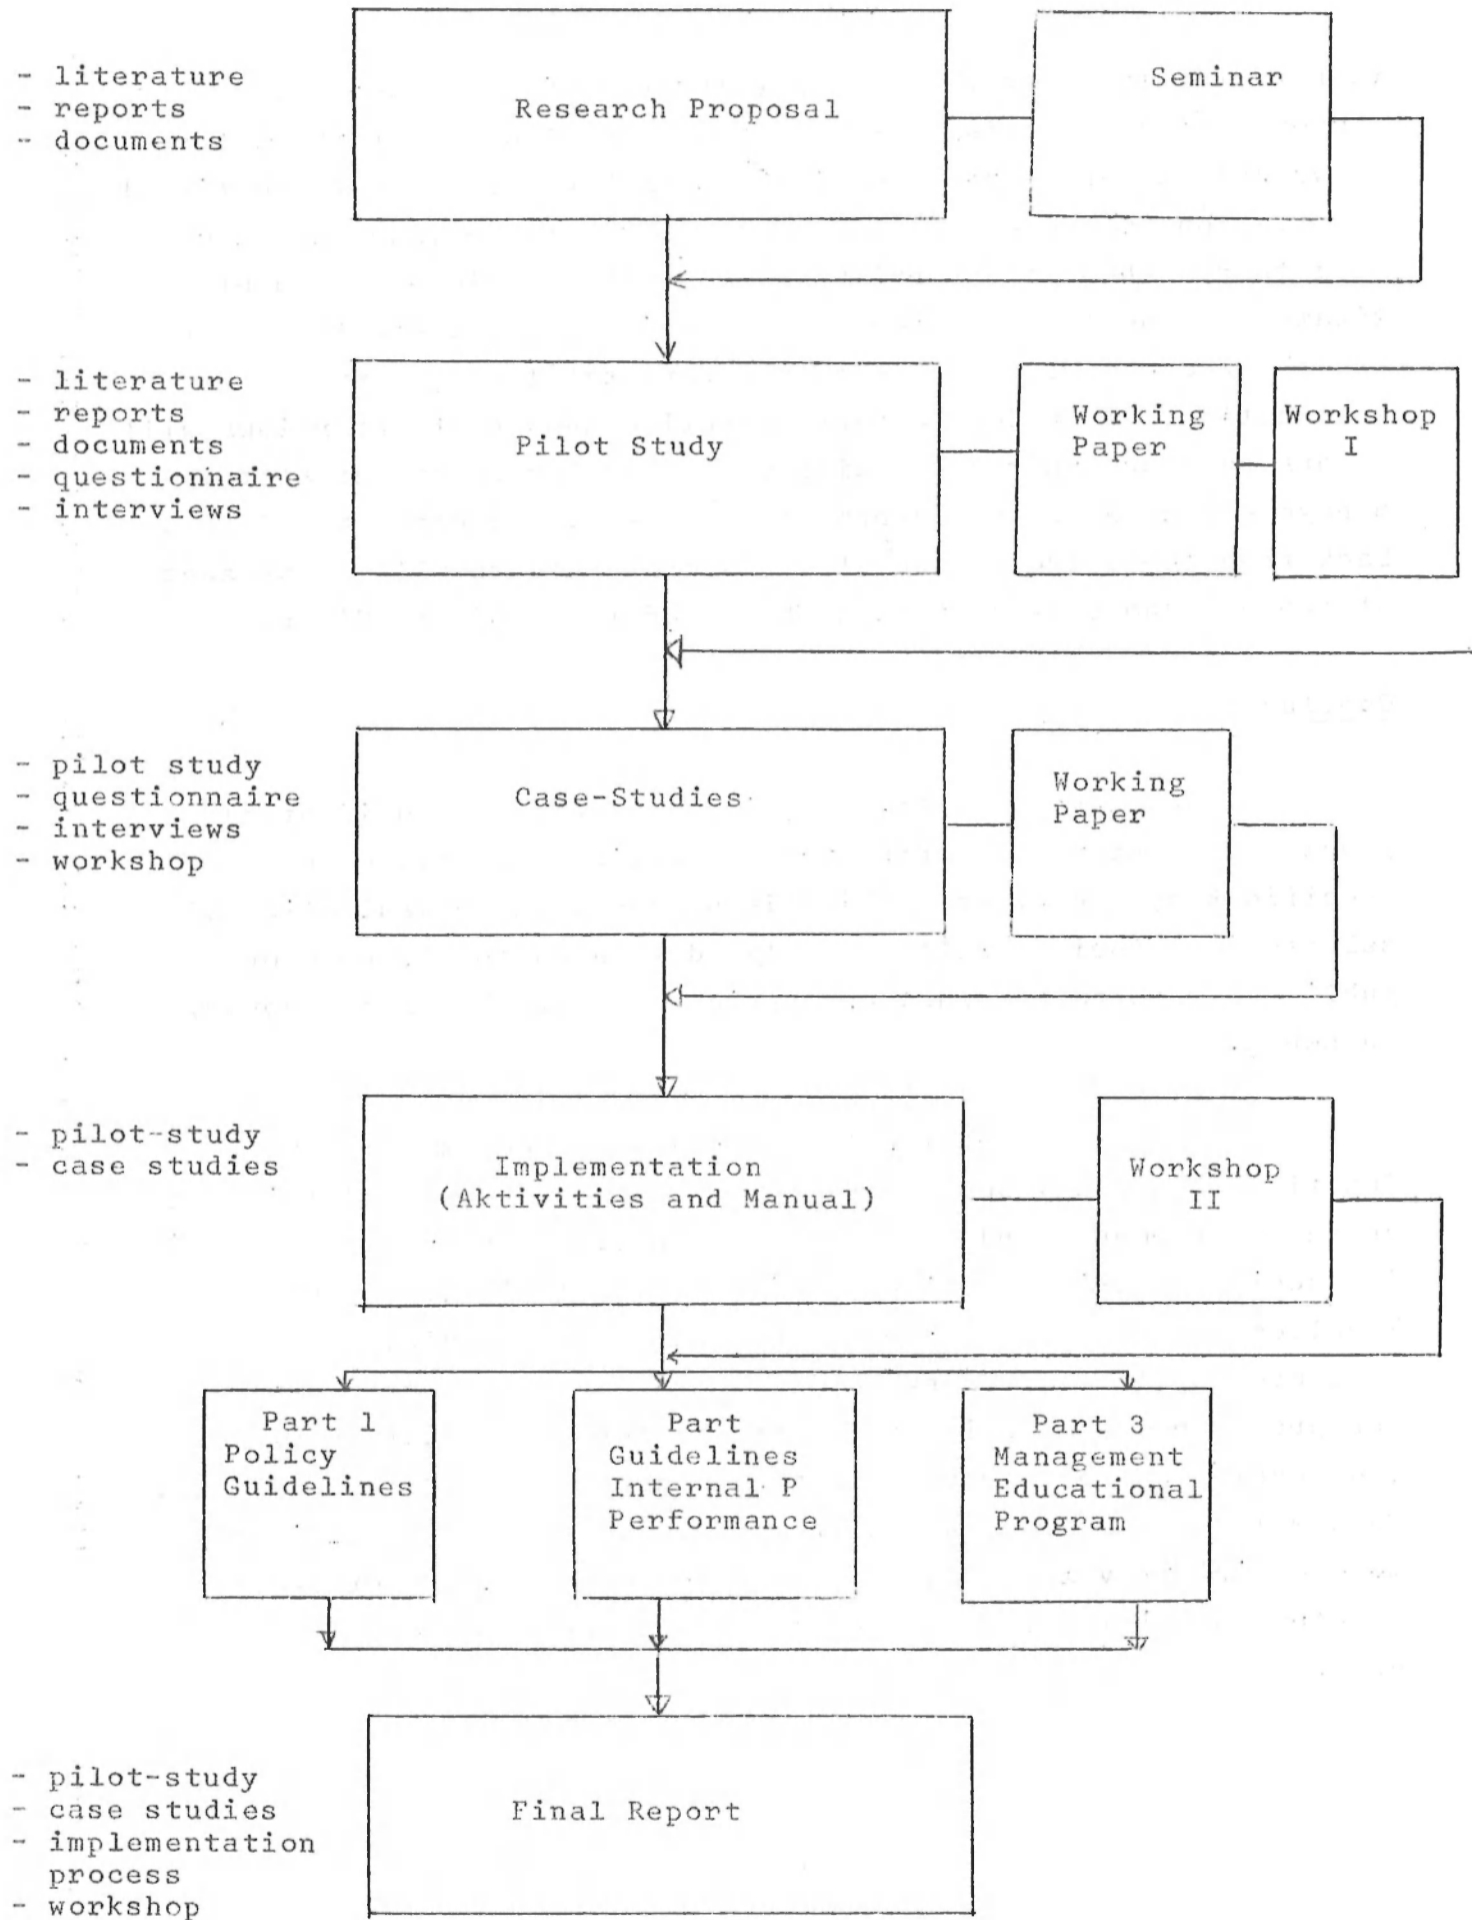 - literature
- reports
- documents
Research Proposal
Seminar
- literature
- reports
- documents
- questionnaire
- interviews
Pilot Study
Working
Paper
Workshop
I
- pilot study
- questionnaire
- interviews
- workshop
Case-Studies
Working
Paper
- pilot-study
- case studies
Implementation
(Aktivities and Manual)
Workshop
II
Part 1
Policy
Guidelines
Part
Guidelines
Internal P
Performance
Part 3
Management
Educational
Program
- pilot-study
- case studies
- implementation
process
- workshop
Final Report